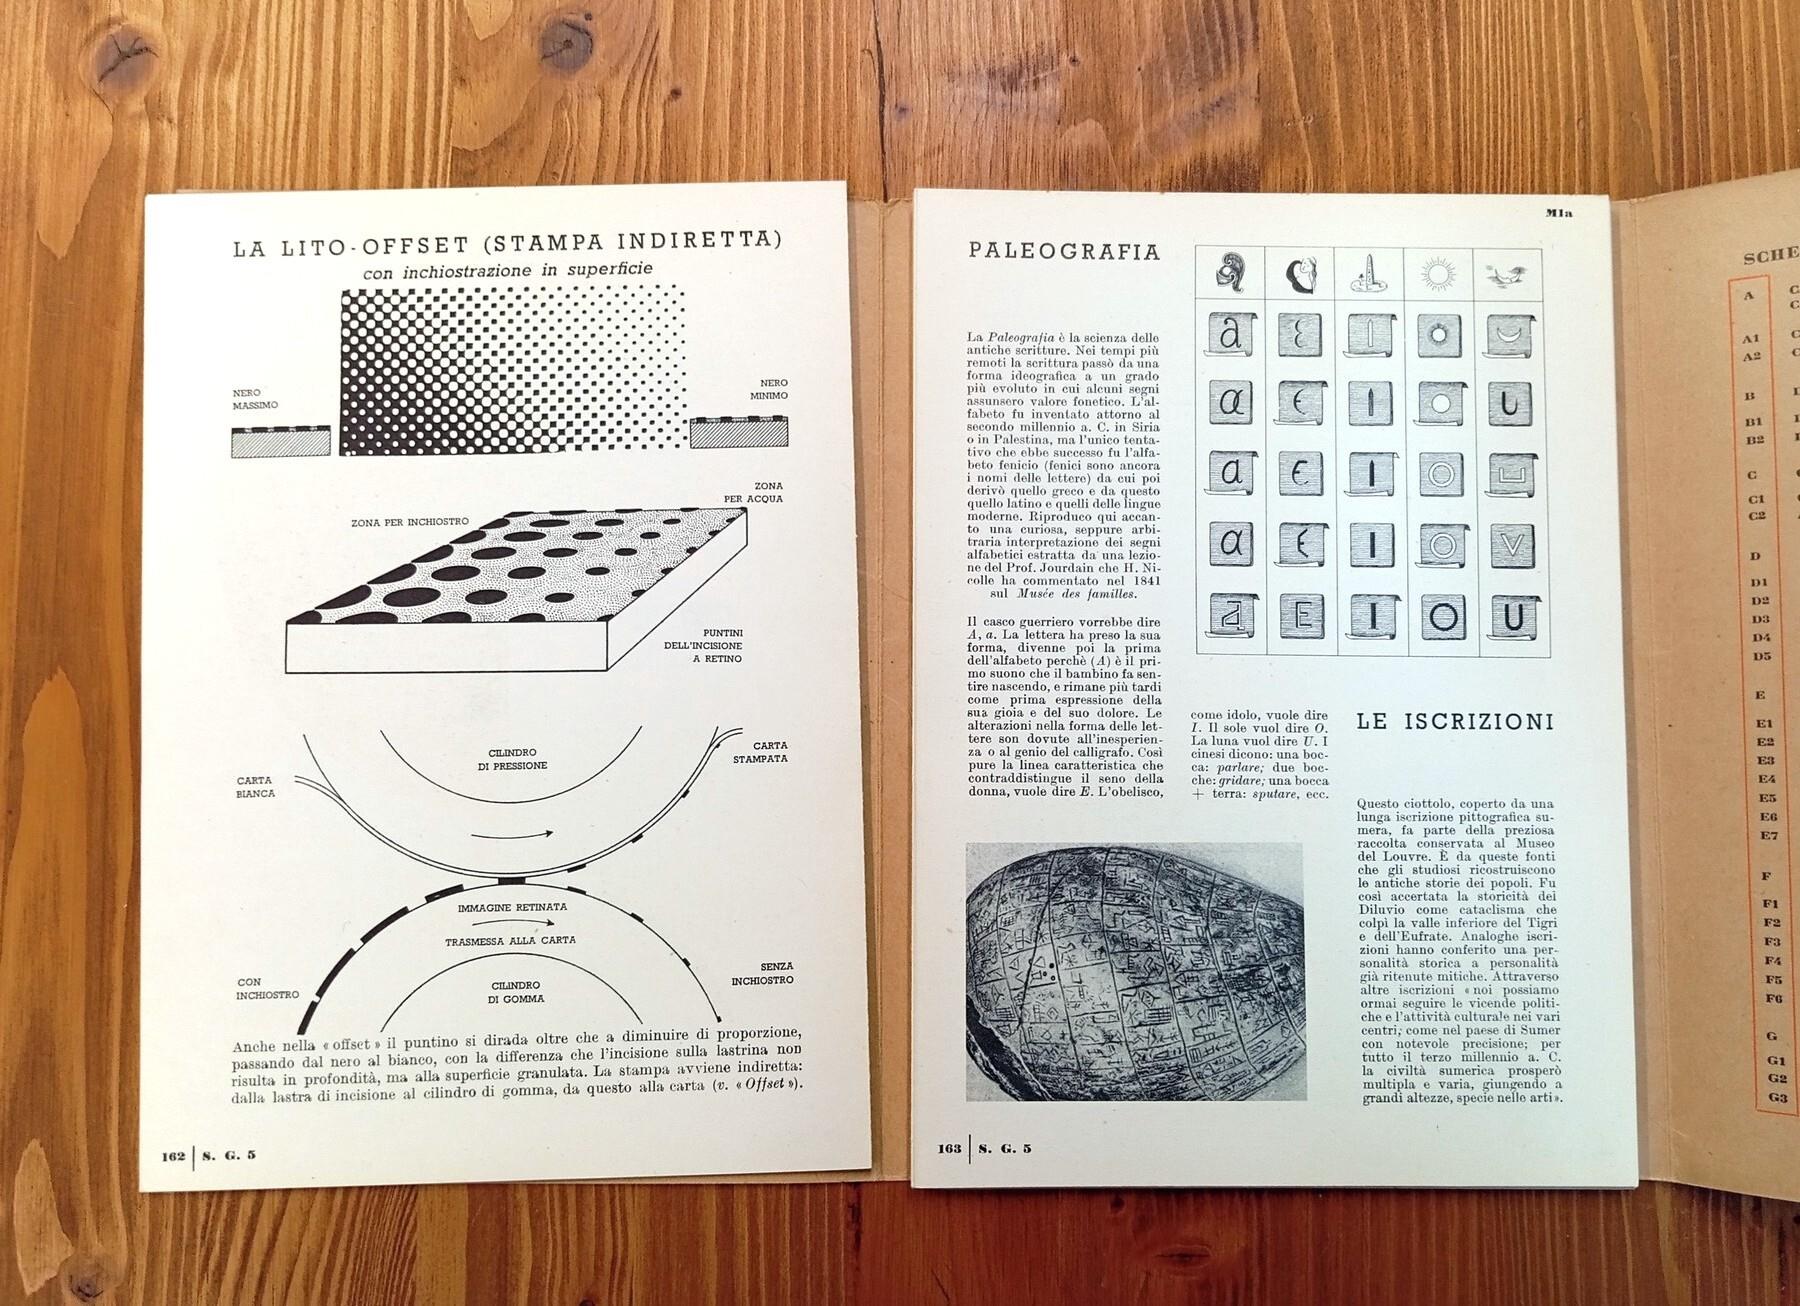 LA LITO-OFFSET (STAMPA INDIRETTA)
con inchiostrazione in superficie
NERO
MASSIMO
NERO
MINIMO
ZONA
PER ACQUA
ZONA PER INCHIOSTRO
PUNTINI
DELL'INCISIONE
A RETINO
CILINDRO
DI PRESSIONE
CARTA
STAMPATA
CARTA
BIANCA
IMMAGINE RETINATA
TRASMESSA ALLA CARTA
CON
INCHIOSTRO
SENZA
INCHIOSTRO
CILINDRO
DI GOMMA
Anche nella « offset » il puntino si dirada oltre che a diminuire di proporzione,
passando dal nero al bianco, con la differenza che l'incisione sulla lastrina non
risulta in profondità, ma alla superficie granulata. La stampa avviene indiretta:
dalla lastra di incisione al cilindro di gomma, da questo alla carta (v. « Offset »).
162 | S. G. 5
M1a
PALEOGRAFIA
La Paleografia è la scienza delle
antiche scritture. Nei tempi più
remoti la scrittura passò da una
forma ideografica a un grado
più evoluto in cui alcuni segni
assunsero valore fonetico. L'al-
fabeto fu inventato attorno al
secondo millennio a. C. in Siria
o in Palestina, ma l'unico tenta-
tivo che ebbe successo fu l'alfa-
beto fenicio (fenici sono ancora
i nomi delle lettere) da cui poi
derivò quello greco e da questo
quello latino e quelli delle lingue
moderne. Riproduco qui accan-
to una curiosa, seppure arbi-
traria interpretazione dei segni
alfabetici estratta da una lezio-
ne del Prof. Jourdain che H. Ni-
colle ha commentato nel 1841
sul Musée des familles.
Il casco guerriero vorrebbe dire
A, a. La lettera ha preso la sua
forma, divenne poi la prima
dell'alfabeto perchè (A) è il pri-
mo suono che il bambino fa sen-
tire nascendo, e rimane più tardi
come prima espressione della
sua gioia e del suo dolore. Le
alterazioni nella forma delle let-
tere son dovute all'inesperien-
za o al genio del calligrafo. Così
pure la linea caratteristica che
contraddistingue il seno della
donna, vuole dire E. L'obelisco,
a ε I O
a ε I O U
a ε I O
a ε I O V
A E I O U
come idolo, vuole dire
I. Il sole vuol dire O.
La luna vuol dire U. I
cinesi dicono: una boc-
ca: parlare; due boc-
che: gridare; una bocca
+ terra: sputare, ecc.
LE ISCRIZIONI
Questo ciottolo, coperto da una
lunga iscrizione pittografica su-
mera, fa parte della preziosa
raccolta conservata al Museo
del Louvre. È da queste fonti
che gli studiosi ricostruiscono
le antiche storie dei popoli. Fu
così accertata la storicità del
Diluvio come cataclisma che
colpì la valle inferiore del Tigri
e dell'Eufrate. Analoghe iscri-
zioni hanno conferito una per-
sonalità storica a personalità
già ritenute mitiche. Attraverso
altre iscrizioni « noi possiamo
ormai seguire le vicende politi-
che e l'attività culturale nei vari
centri, come nel paese di Sumer
con notevole precisione; per
tutto il terzo millennio a. C.
la civiltà sumerica prosperò
multipla e varia, giungendo a
grandi altezze, specie nelle arti ».
163 | S. G. 5
SCHE
A
A1
A2
B
B1
B2
C
C1
C2
D
D1
D2
D3
D4
D5
E
E1
E2
E3
E4
E5
E6
E7
F
F1
F2
F3
F4
F5
F6
G
G1
G2
G3